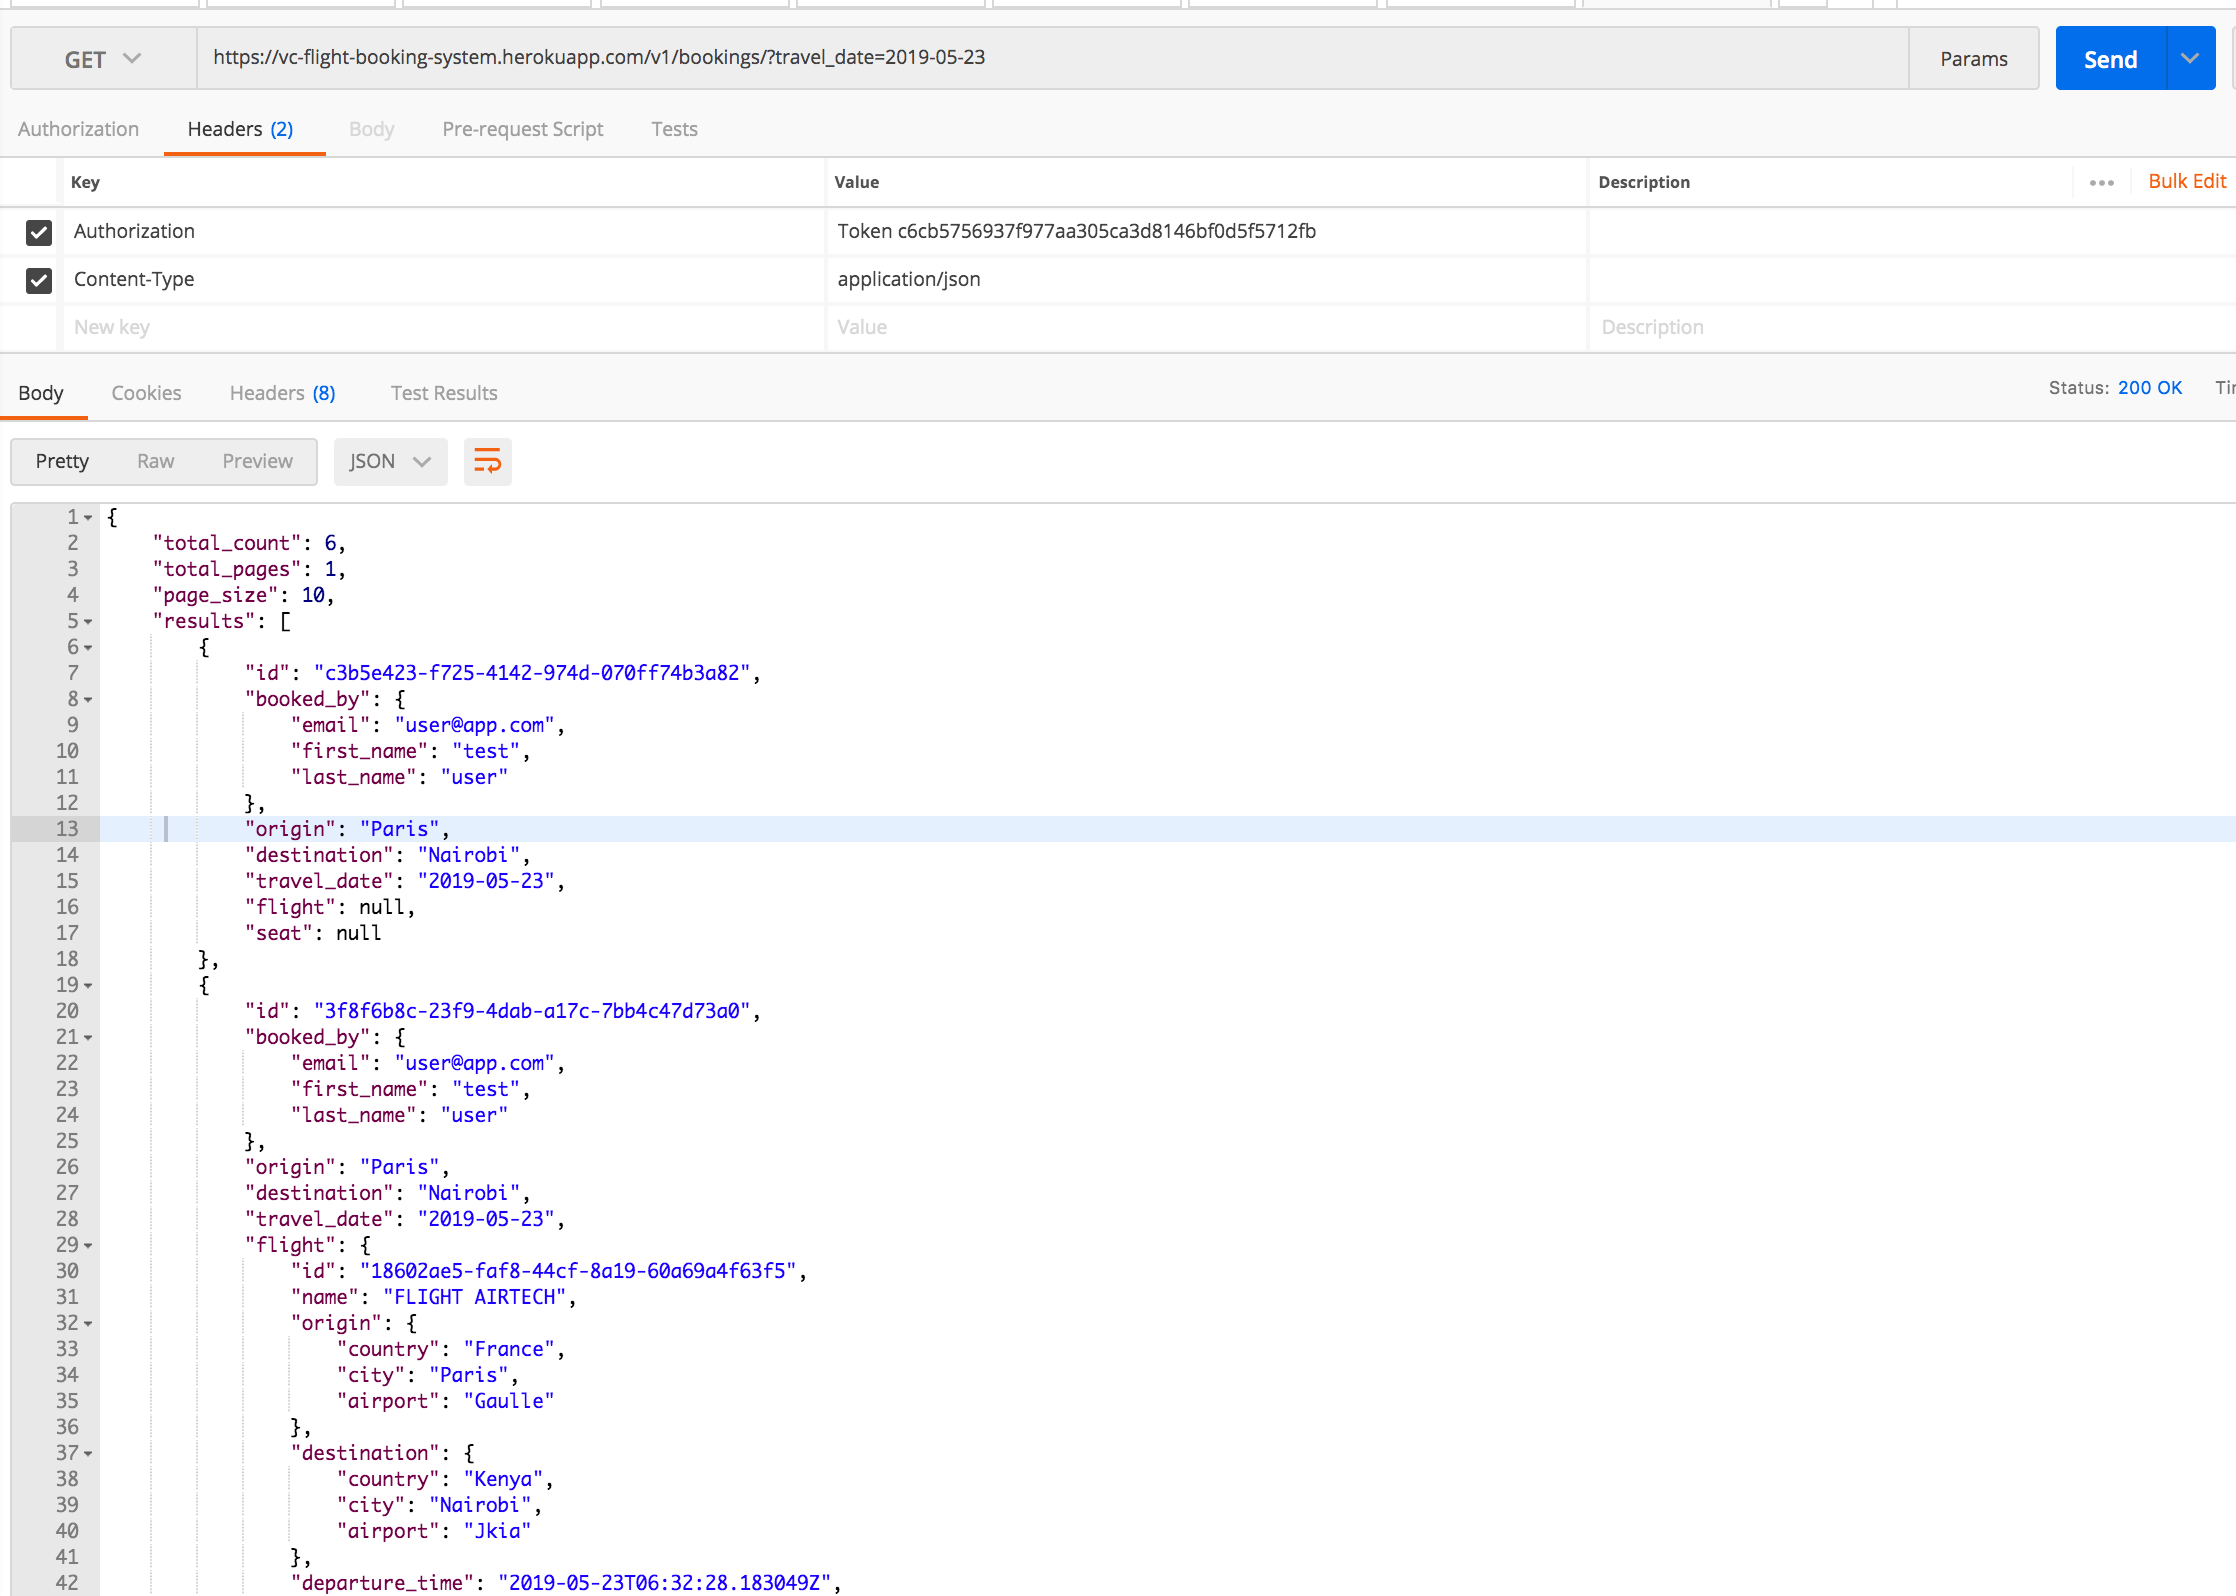 GET https://vc-flight-booking-system.herokuapp.com/v1/bookings/?travel_date=2019-05-23 Params Send
Authorization Headers (2) Body Pre-request Script Tests
Key Value Description ••• Bulk Edit
Authorization Token c6cb5756937f977aa305ca3d8146bf0d5f5712fb
Content-Type application/json
New key Value Description
Body Cookies Headers (8) Test Results Status: 200 OK
Pretty Raw Preview JSON
1 {
2 "total_count": 6,
3 "total_pages": 1,
4 "page_size": 10,
5 "results": [
6 {
7 "id": "c3b5e423-f725-4142-974d-070ff74b3a82",
8 "booked_by": {
9 "email": "user@app.com",
10 "first_name": "test",
11 "last_name": "user"
12 },
13 "origin": "Paris",
14 "destination": "Nairobi",
15 "travel_date": "2019-05-23",
16 "flight": null,
17 "seat": null
18 },
19 {
20 "id": "3f8f6b8c-23f9-4dab-a17c-7bb4c47d73a0",
21 "booked_by": {
22 "email": "user@app.com",
23 "first_name": "test",
24 "last_name": "user"
25 },
26 "origin": "Paris",
27 "destination": "Nairobi",
28 "travel_date": "2019-05-23",
29 "flight": {
30 "id": "18602ae5-faf8-44cf-8a19-60a69a4f63f5",
31 "name": "FLIGHT AIRTECH",
32 "origin": {
33 "country": "France",
34 "city": "Paris",
35 "airport": "Gaulle"
36 },
37 "destination": {
38 "country": "Kenya",
39 "city": "Nairobi",
40 "airport": "Jkia"
41 },
42 "departure_time": "2019-05-23T06:32:28.183049Z",